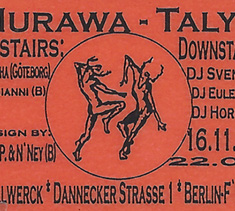 URAWA - TALY
STAIRS: DOWNSTA
HA (GÖTEBORG) DJ SVEN
IANNI (B) DJ EULE
DJ HOR
SIGN BY: 16.11.
P. & N`NEY (B) 22.0
LWERCK * DANNECKER STRASSE 1 * BERLIN-F